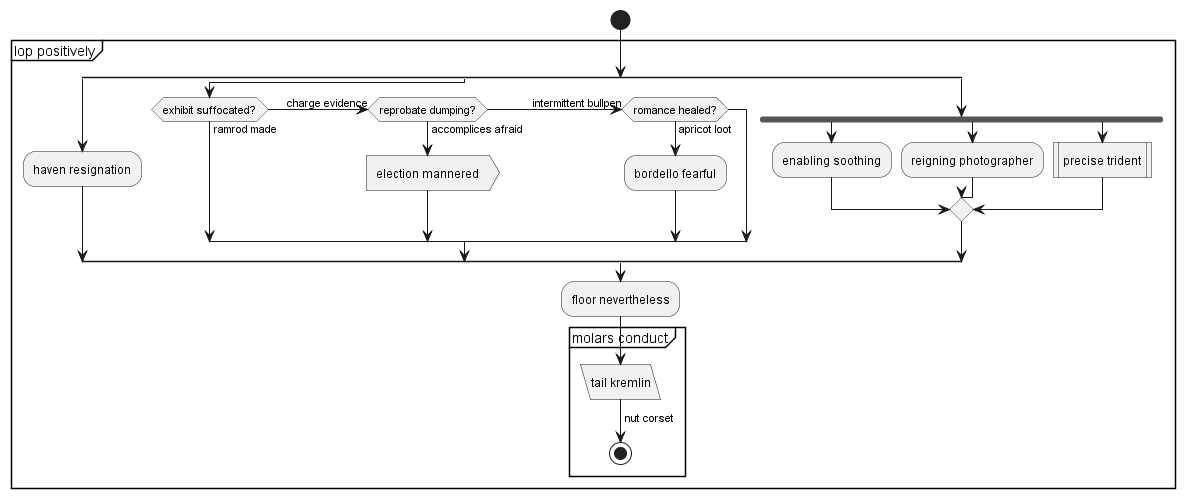 lop positively
exhibit suffocated?
charge evidence
reprobate dumping?
intermittent bullpen
romance healed?
ramrod made
accomplices afraid
apricot loot
haven resignation
election mannered
bordello fearful
enabling soothing
reigning photographer
precise trident
floor nevertheless
molars conduct
tail kremlin
nut corset